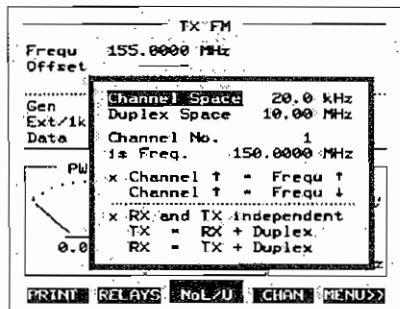 TX FM
Frequ 155.0000 MHz
Offset
Gen
Ext/1k
Data
Channel Space 20.0 kHz
Duplex Space 10.00 MHz
Channel No. 1
is Freq. 150.0000 MHz
x Channel ↑ = Frequ ↑
Channel ↑ = Frequ ↓
x RX and TX independent
TX = RX + Duplex
RX = TX + Duplex
PW
0.0
z
PRINT RELAYS NoL/U CHAN MENU>>